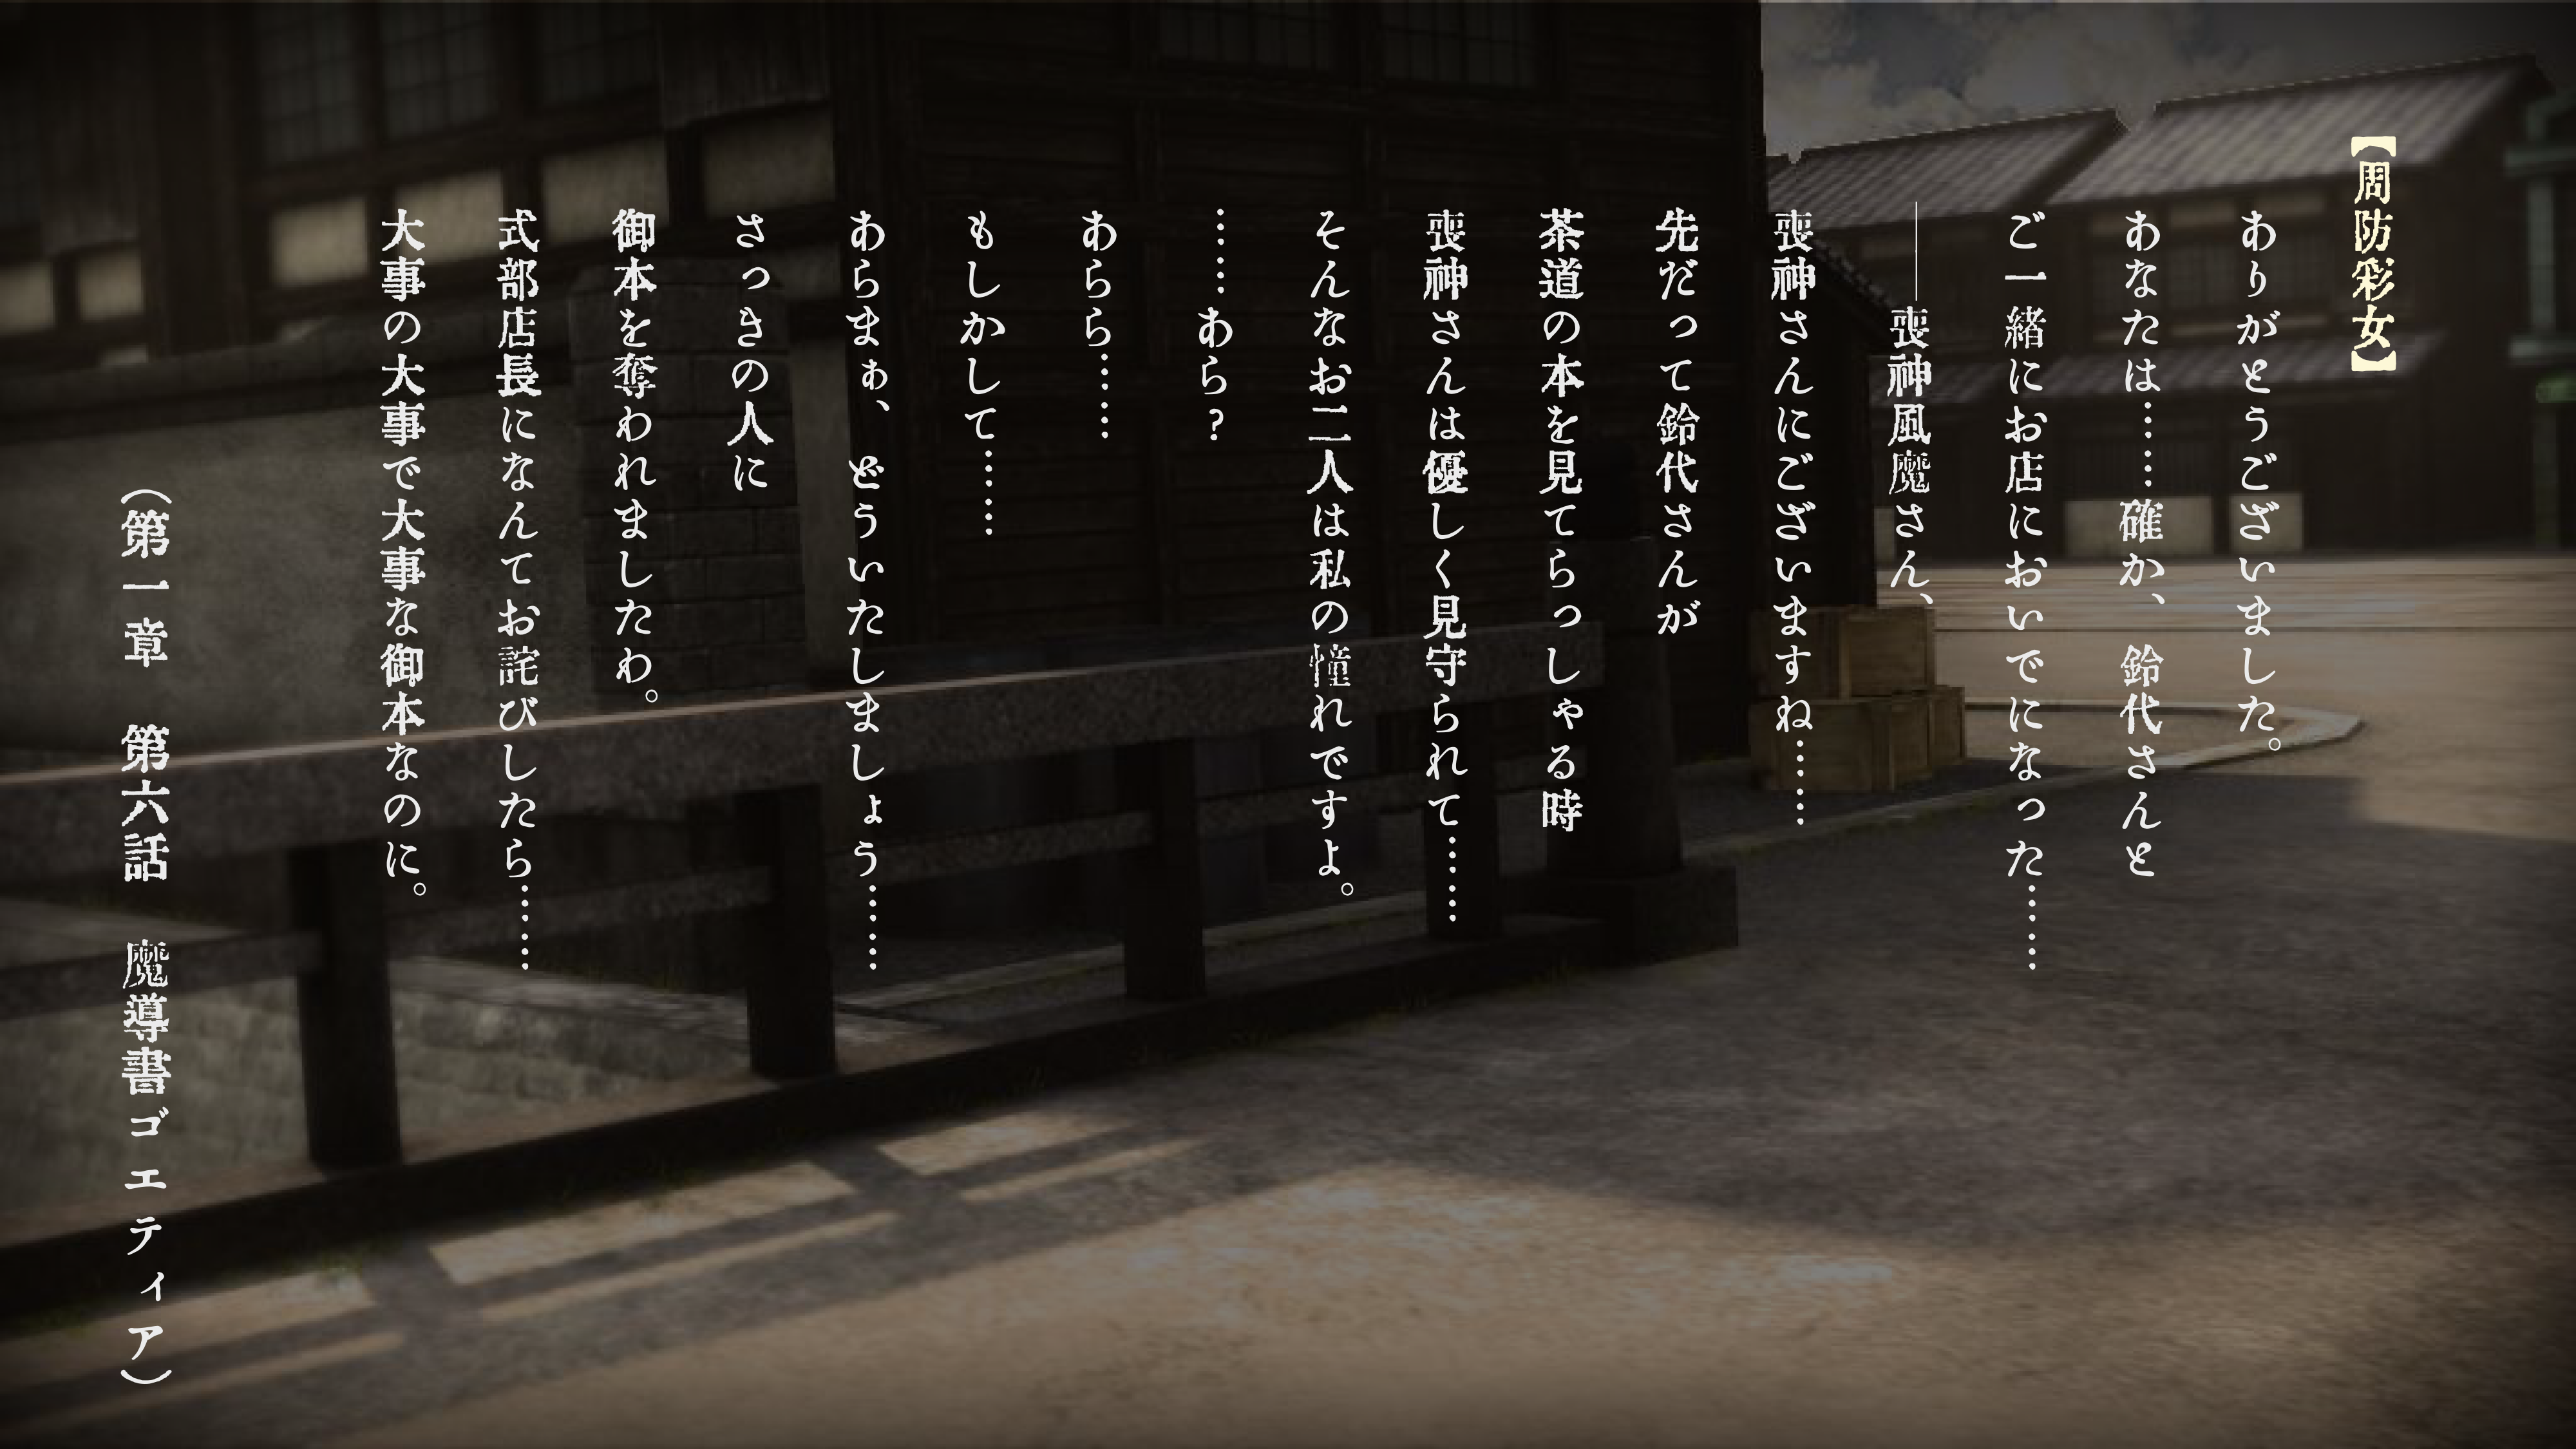 【周防彩女】
ありがとうございました。
あなたは……確か、鈴代さんと
ご一緒にお店においでになった……
――喪神風魔さん、
喪神さんにございますね……
先だって鈴代さんが
茶道の本を見てらっしゃる時
喪神さんは優しく見守られて……
そんなお二人は私の憧れですよ。
……あら?
あらら……
もしかして……
あらまぁ、どういたしましょう……
さっきの人に
御本を奪われましたわ。
式部店長になんてお詫びしたら……
大事の大事で大事な御本なのに。
(第一章　第六話　魔導書ゴエティア)